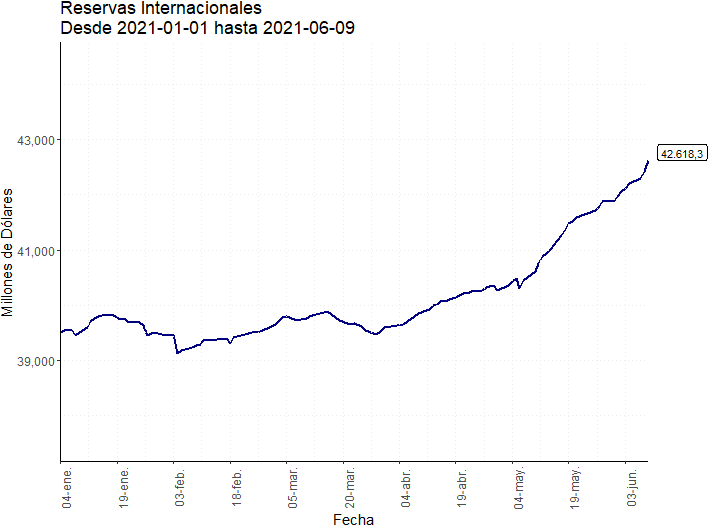 Reservas Internacionales
Desde 2021-01-01 hasta 2021-06-09
43,000
42.618,3
41,000
39,000
Millones de Dólares
04-ene.
19-ene.
03-feb.
18-feb.
05-mar.
20-mar.
04-abr.
19-abr.
04-may.
19-may.
03-jun.
Fecha